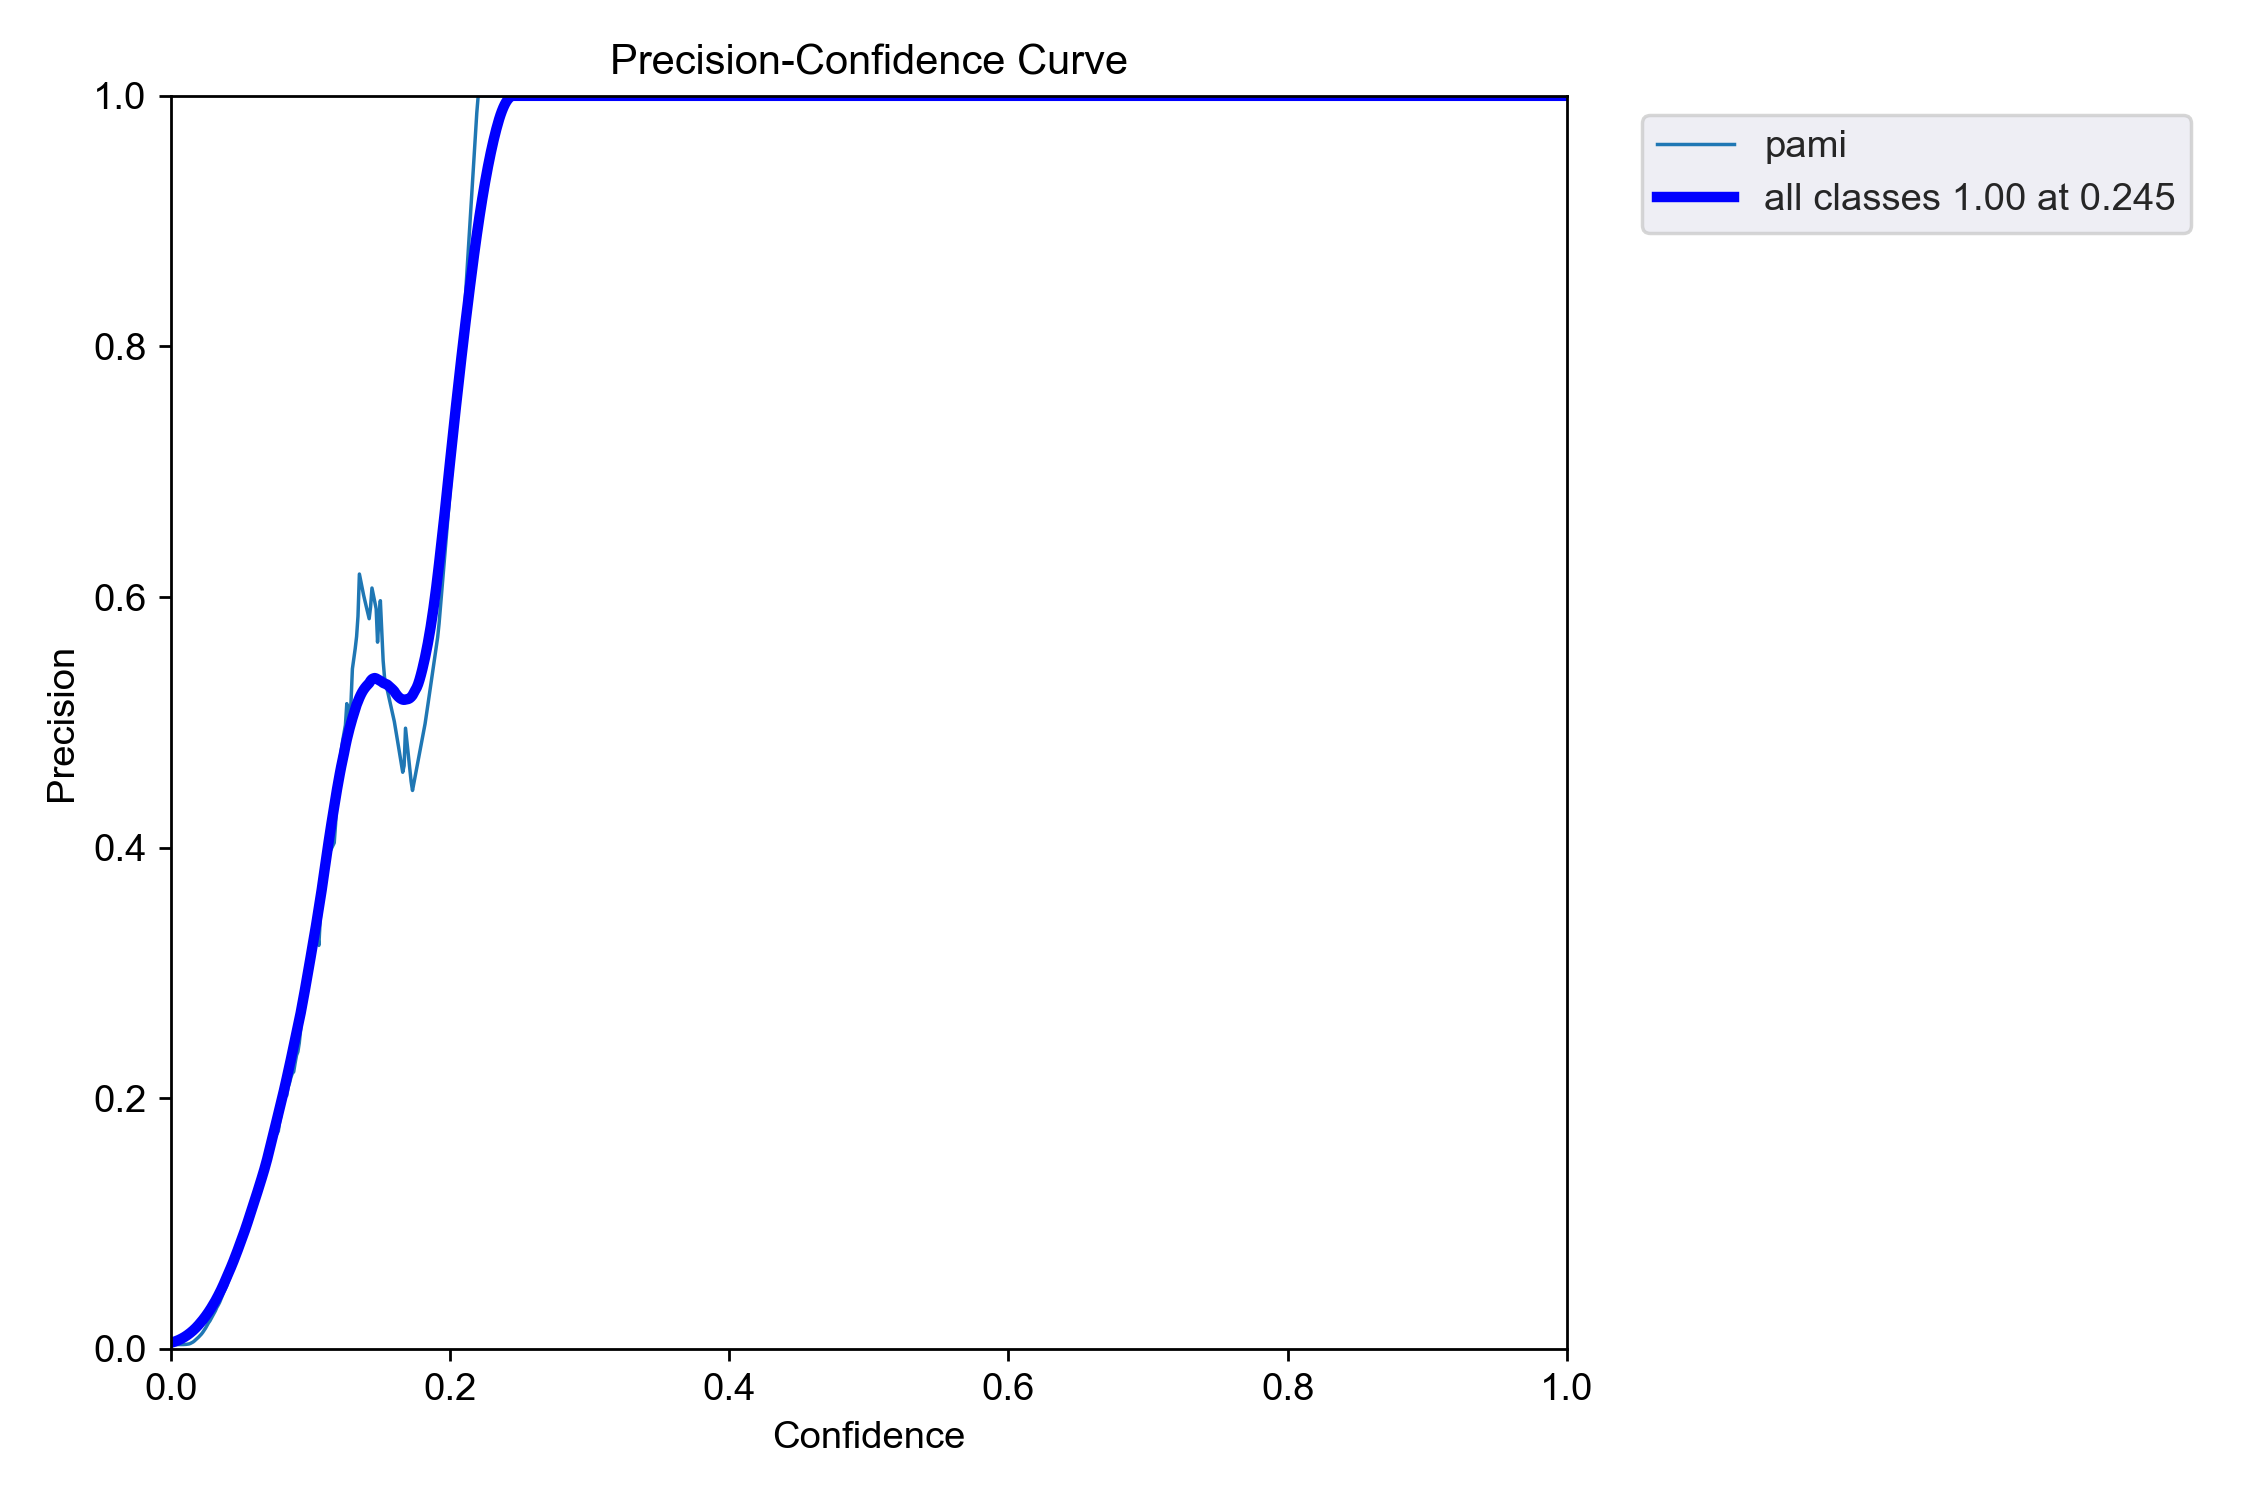 Precision-Confidence Curve
1.0
0.8
0.6
0.4
0.2
0.0
Precision
0.0 0.2 0.4 0.6 0.8 1.0
Confidence
pami
all classes 1.00 at 0.245